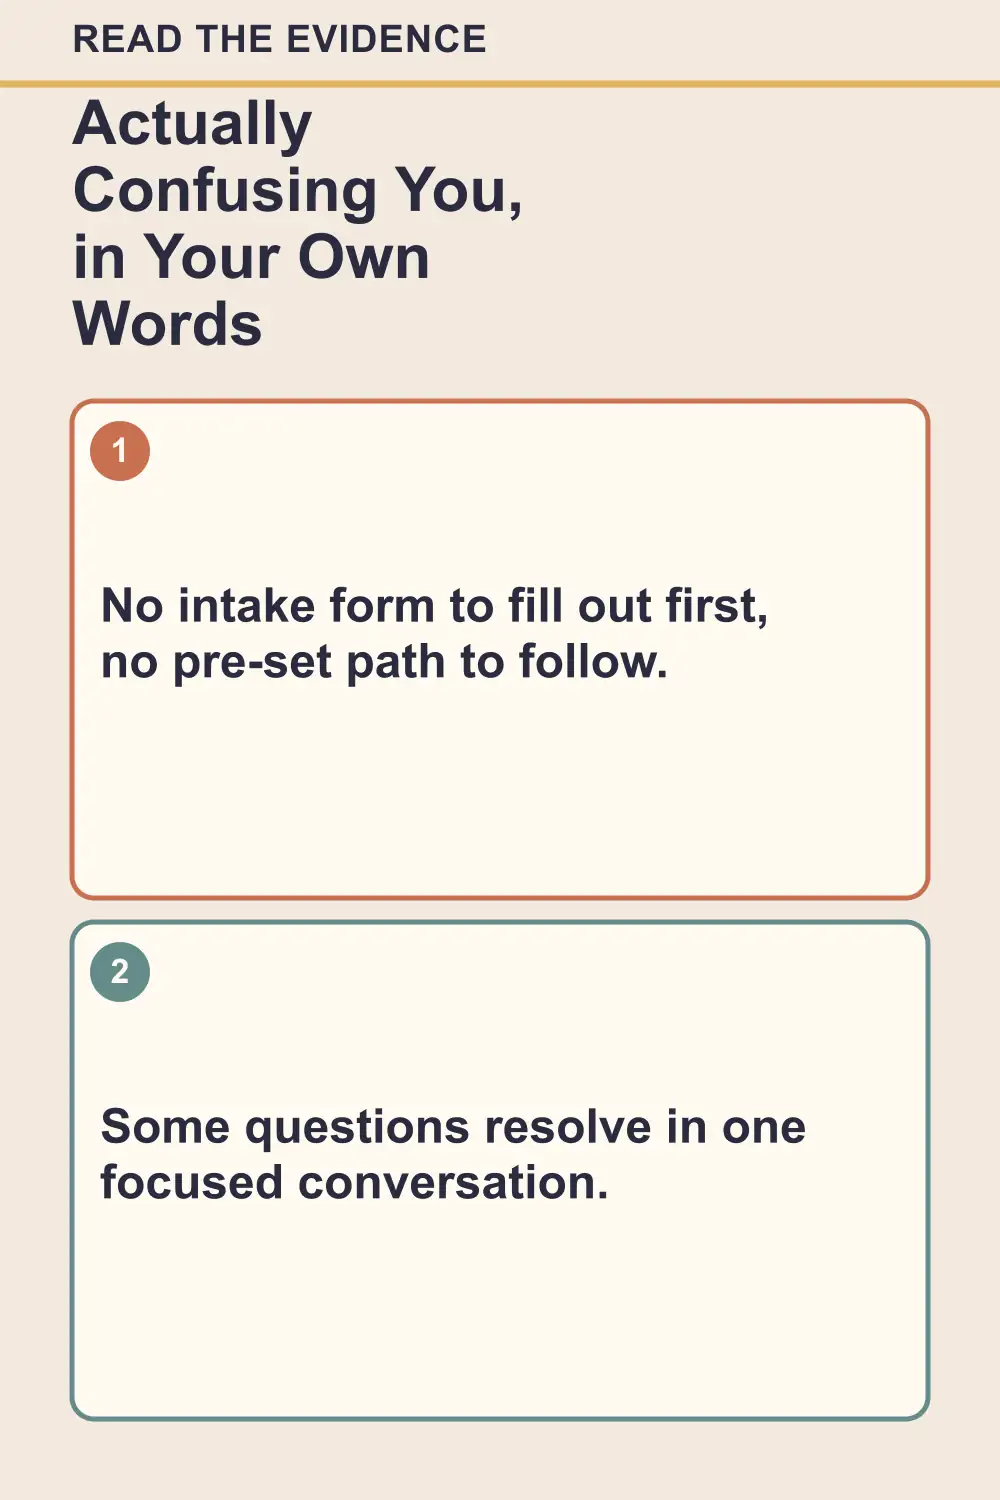 READ THE EVIDENCE
Actually
Confusing You,
in Your Own
Words
1
No intake form to fill out first,
no pre-set path to follow.
2
Some questions resolve in one
focused conversation.